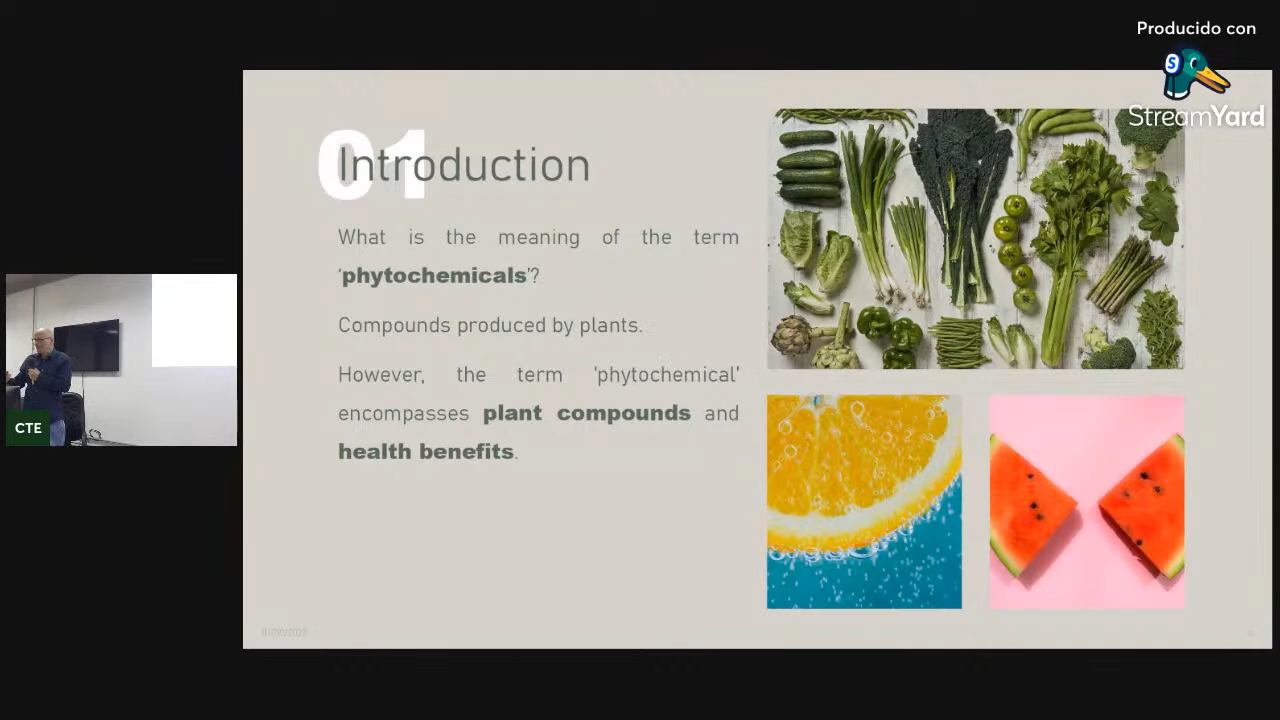 Producido con
StreamYard
01
Introduction
What is the meaning of the term
‘phytochemicals’?
Compounds produced by plants.
However, the term 'phytochemical'
encompasses plant compounds and
health benefits.
CTE